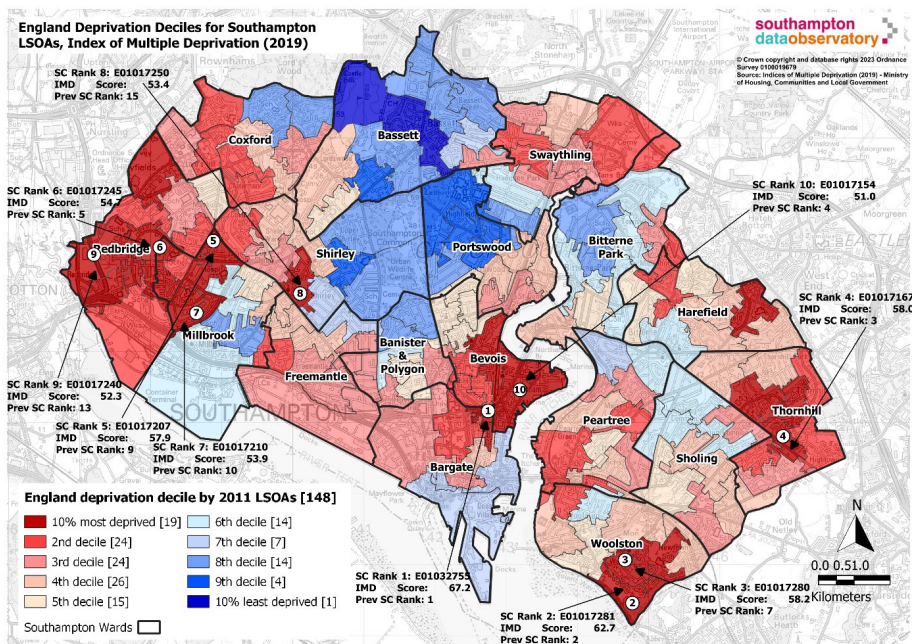 England Deprivation Deciles for Southampton
LSOAs, Index of Multiple Deprivation (2019)
southampton
dataobservatory
© Crown copyright and database rights 2023 Ordnance
Survey 0100019679
Source: Indices of Multiple Deprivation (2019) - Ministry
of Housing, Communities and Local Government
SC Rank 8: E01017250
IMD Score: 53.4
Prev SC Rank: 15
Coxford
Bassett
Swaythling
SC Rank 6: E01017245
IMD Score: 54.7
Prev SC Rank: 5
SC Rank 10: E01017154
IMD Score: 51.0
Prev SC Rank: 4
Redbridge
9
6
5
Shirley
Portswood
Bitterne
Park
8
7
Millbrook
Harefield
SC Rank 4: E01017167
IMD Score: 58.0
Prev SC Rank: 3
Banister
&
Polygon
Bevois
Freemantle
10
1
SC Rank 9: E01017240
IMD Score: 52.3
Prev SC Rank: 13
SOUTHAMPTON
Peartree
Thornhill
4
SC Rank 5: E01017207
IMD Score: 57.9
Prev SC Rank: 9
SC Rank 7: E01017210
IMD Score: 53.9
Prev SC Rank: 10
Bargate
Sholing
England deprivation decile by 2011 LSOAs [148]
10% most deprived [19]
2nd decile [24]
3rd decile [24]
4th decile [26]
5th decile [15]
6th decile [14]
7th decile [7]
8th decile [14]
9th decile [4]
10% least deprived [1]
Southampton Wards
Woolston
3
2
SC Rank 1: E01032755
IMD Score: 67.2
Prev SC Rank: 1
SC Rank 2: E01017281
IMD Score: 62.7
Prev SC Rank: 2
SC Rank 3: E01017280
IMD Score: 58.2
Prev SC Rank: 7
N
0.0 0.51.0
Kilometers